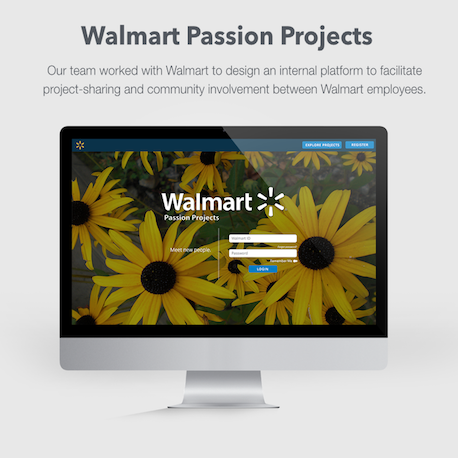 Walmart Passion Projects
Our team worked with Walmart to design an internal platform to facilitate
project-sharing and community involvement between Walmart employees.
EXPLORE PROJECTS REGISTER
Walmart
Passion Projects
Walmart ID
Meet new people.
Password
Remember Me
LOGIN